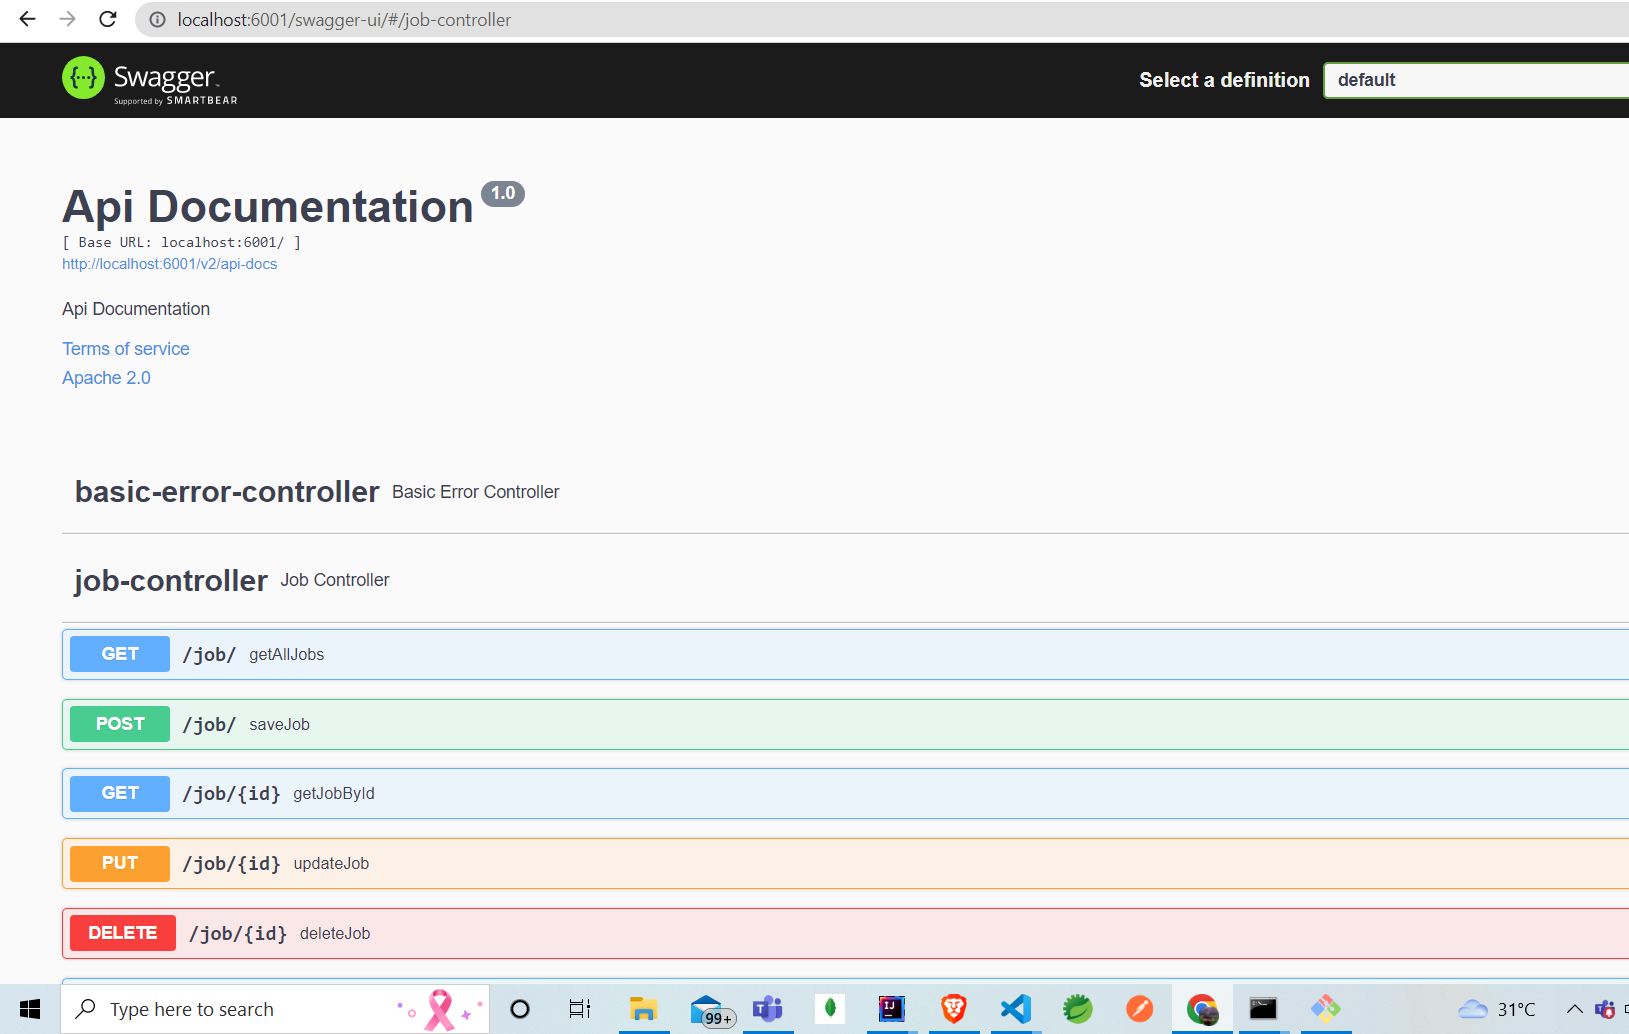 localhost:6001/swagger-ui/#/job-controller
Swagger
Supported by SMARTBEAR
Select a definition
default
Api Documentation 1.0
[ Base URL: localhost:6001/ ]
http://localhost:6001/v2/api-docs
Api Documentation
Terms of service
Apache 2.0
basic-error-controller Basic Error Controller
job-controller Job Controller
GET /job/ getAllJobs
POST /job/ saveJob
GET /job/{id} getJobById
PUT /job/{id} updateJob
DELETE /job/{id} deleteJob
Type here to search
99+
IJ
31°C